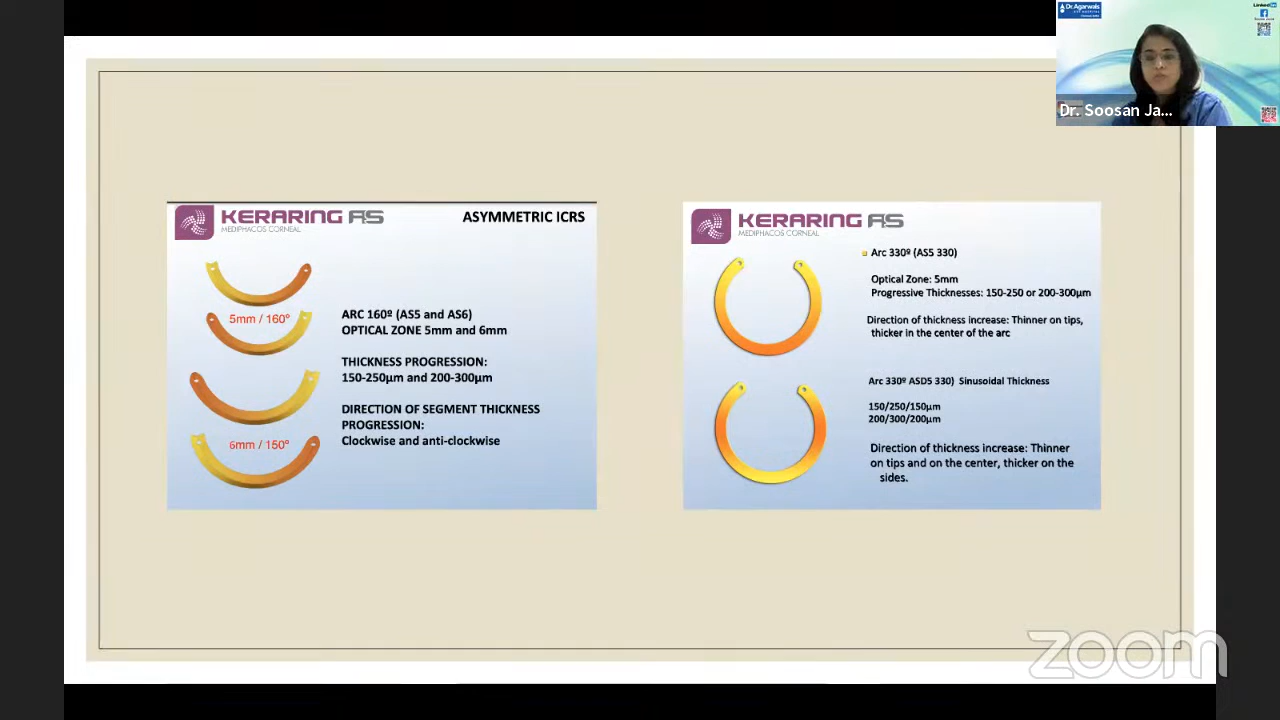 Dr. Agarwals
LinkedIn
Dr. Soosan Ja...
KERARING AS
MEDIPHACOS CORNEAL
ASYMMETRIC ICRS
5mm / 160º
ARC 160º (AS5 and AS6)
OPTICAL ZONE 5mm and 6mm
THICKNESS PROGRESSION:
150-250µm and 200-300µm
DIRECTION OF SEGMENT THICKNESS
PROGRESSION:
Clockwise and anti-clockwise
6mm / 150º
KERARING AS
MEDIPHACOS CORNEAL
Arc 330º (AS5 330)
Optical Zone: 5mm
Progressive Thicknesses: 150-250 or 200-300µm
Direction of thickness increase: Thinner on tips,
thicker in the center of the arc
Arc 330º ASD5 330) Sinusoidal Thickness
150/250/150µm
200/300/200µm
Direction of thickness increase: Thinner
on tips and on the center, thicker on the
sides.
zoom